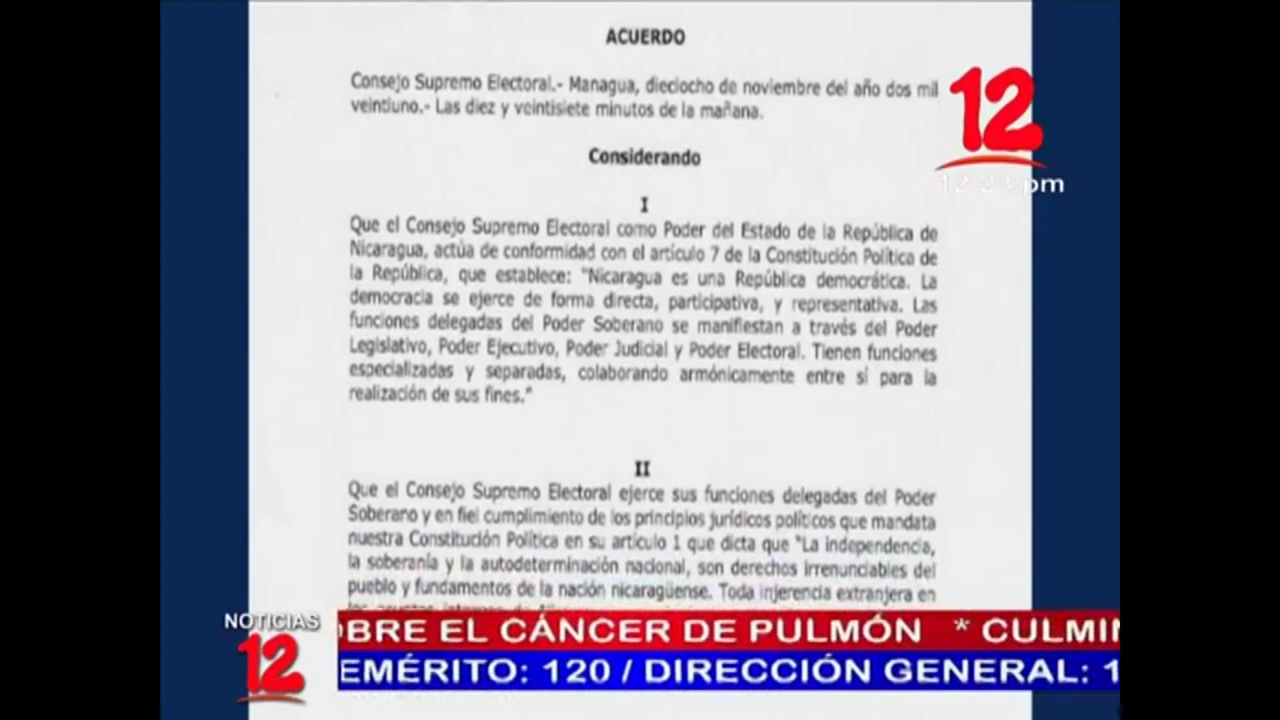 ACUERDO
Consejo Supremo Electoral.- Managua, dieciocho de noviembre del año dos mil
veintiuno.- Las diez y veintisiete minutos de la mañana.
Considerando
I
Que el Consejo Supremo Electoral como Poder del Estado de la República de
Nicaragua, actúa de conformidad con el artículo 7 de la Constitución Política de
la República, que establece: "Nicaragua es una República democrática. La
democracia se ejerce de forma directa, participativa, y representativa. Las
funciones delegadas del Poder Soberano se manifiestan a través del Poder
Legislativo, Poder Ejecutivo, Poder Judicial y Poder Electoral. Tienen funciones
especializadas y separadas, colaborando armónicamente entre sí para la
realización de sus fines."
II
Que el Consejo Supremo Electoral ejerce sus funciones delegadas del Poder
Soberano y en fiel cumplimiento de los principios jurídicos políticos que mandata
nuestra Constitución Política en su artículo 1 que dicta que "La independencia,
la soberanía y la autodeterminación nacional, son derechos irrenunciables del
pueblo y fundamentos de la nación nicaragüense. Toda injerencia extranjera en
12
pm
NOTICIAS
12
OBRE EL CÁNCER DE PULMÓN * CULMIN
EMÉRITO: 120 / DIRECCIÓN GENERAL: 1